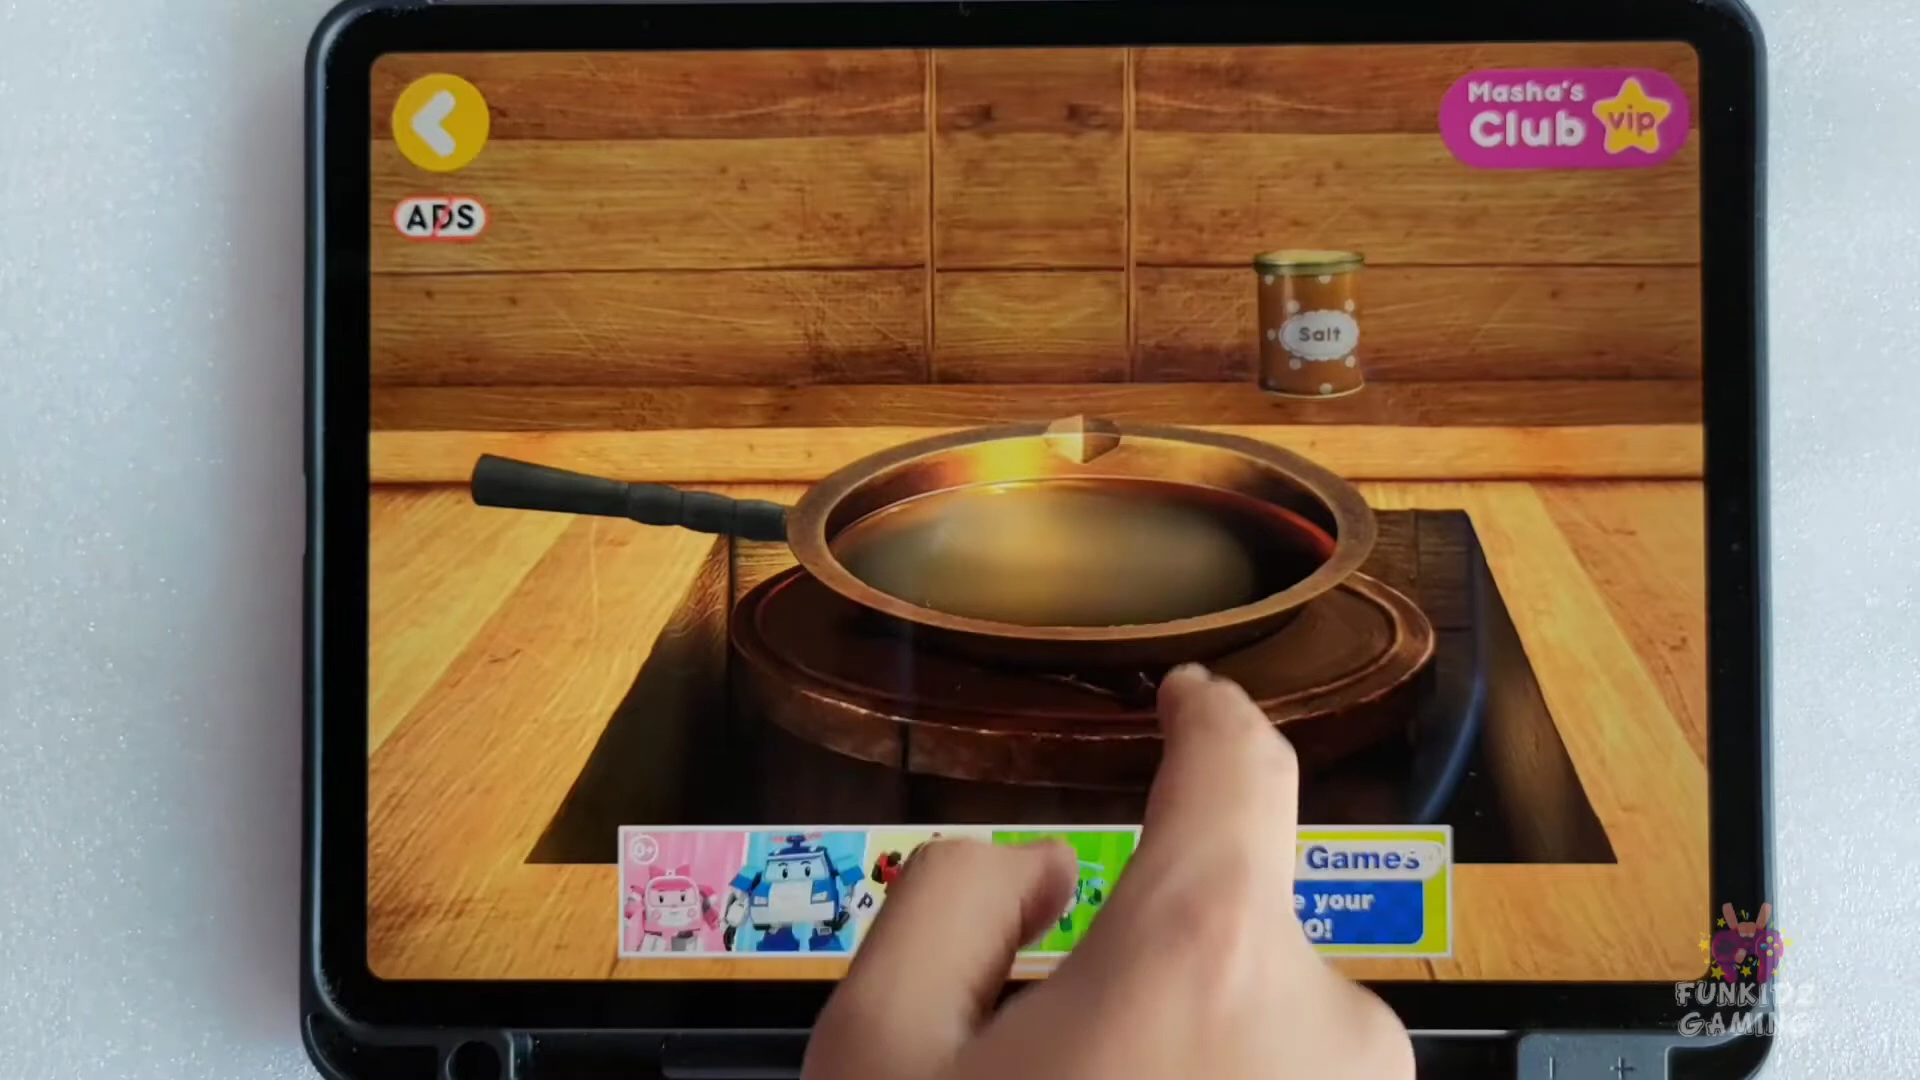 Masha's
Club
vip
ADS
Salt
0+
P
Games
e your
O!
FUNKIDZ
GAMING